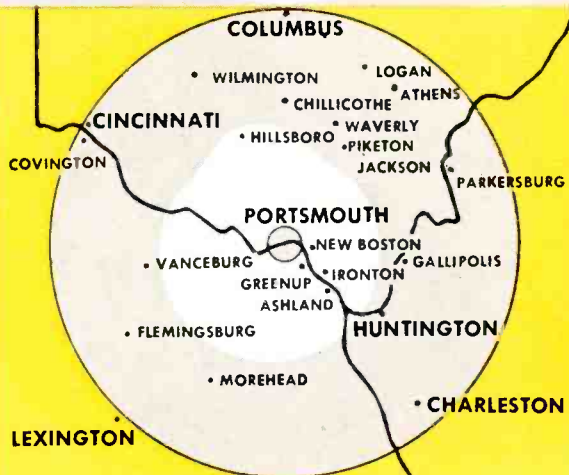 COLUMBUS
WILMINGTON
LOGAN
ATHENS
CHILLICOTHE
CINCINNATI
HILLSBORO
WAVERLY
PIKETON
COVINGTON
JACKSON
PARKERSBURG
PORTSMOUTH
NEW BOSTON
VANCEBURG
GALLIPOLIS
GREENUP
IRONTON
ASHLAND
FLEMINGSBURG
HUNTINGTON
MOREHEAD
CHARLESTON
LEXINGTON